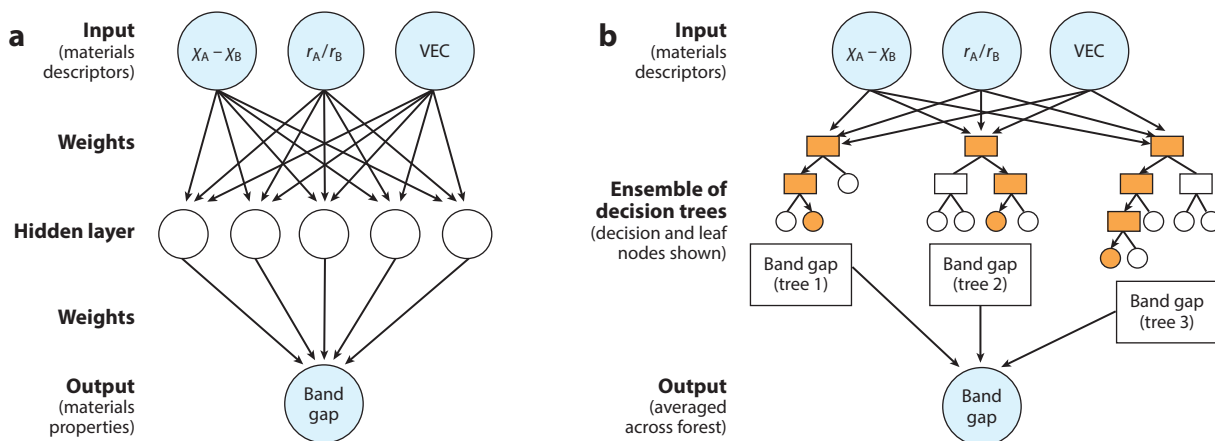 a
Input
(materials
descriptors)
χA – χB
rA/rB
VEC
Weights
Hidden layer
Weights
Output
(materials
properties)
Band
gap
b
Input
(materials
descriptors)
χA – χB
rA/rB
VEC
Ensemble of
decision trees
(decision and leaf
nodes shown)
Band gap
(tree 1)
Band gap
(tree 2)
Band gap
(tree 3)
Output
(averaged
across forest)
Band
gap